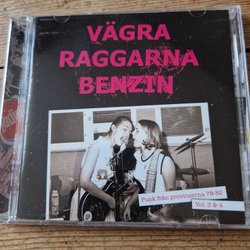 VÄGRA
RAGGARNA
BENZIN
Punk från provinserna 78-82
Vol. 3 & 4